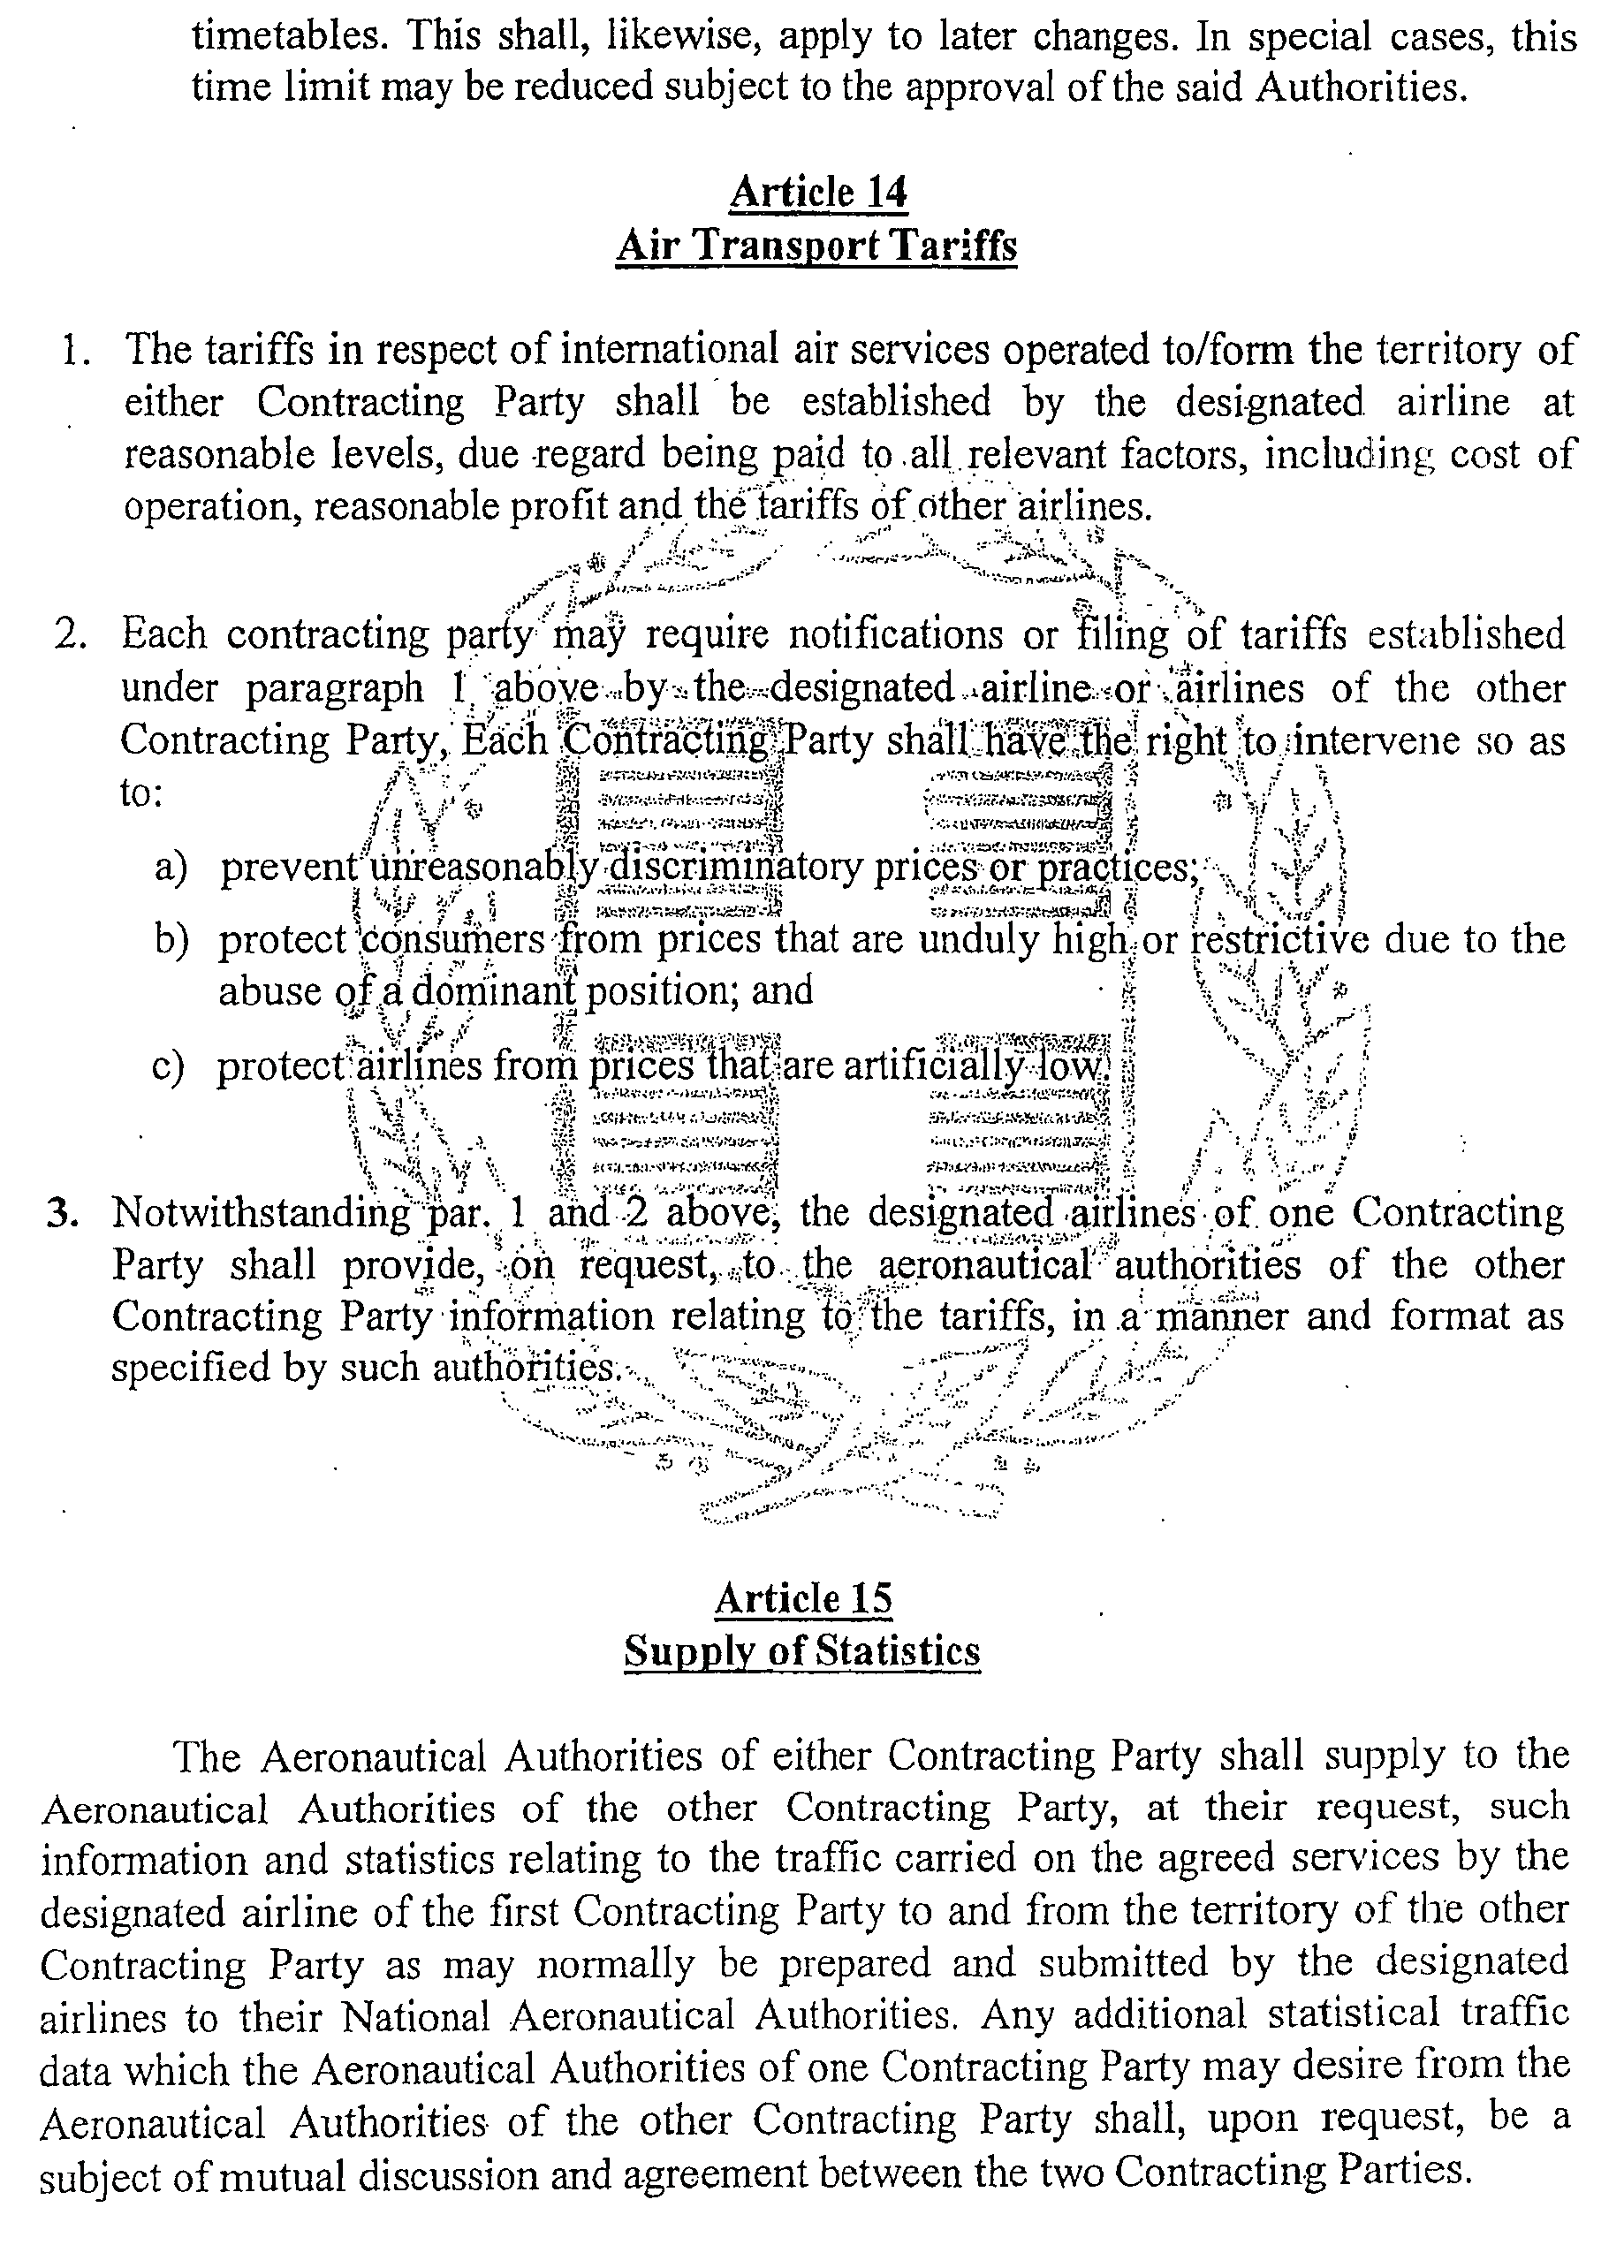 timetables. This shall, likewise, apply to later changes. In special cases, this
time limit may be reduced subject to the approval of the said Authorities.
Article 14
Air Transport Tariffs
1. The tariffs in respect of international air services operated to/form the territory of
either Contracting Party shall be established by the designated airline at
reasonable levels, due regard being paid to all relevant factors, including cost of
operation, reasonable profit and the tariffs of other airlines.
2. Each contracting party may require notifications or filing of tariffs established
under paragraph 1 above by the designated airline or airlines of the other
Contracting Party, Each Contracting Party shall have the right to intervene so as
to:
a) prevent unreasonably discriminatory prices or practices;
b) protect consumers from prices that are unduly high or restrictive due to the
abuse of a dominant position; and
c) protect airlines from prices that are artificially low.
3. Notwithstanding par. 1 and 2 above, the designated airlines of one Contracting
Party shall provide, on request, to the aeronautical authorities of the other
Contracting Party information relating to the tariffs, in a manner and format as
specified by such authorities.
Article 15
Supply of Statistics
The Aeronautical Authorities of either Contracting Party shall supply to the
Aeronautical Authorities of the other Contracting Party, at their request, such
information and statistics relating to the traffic carried on the agreed services by the
designated airline of the first Contracting Party to and from the territory of the other
Contracting Party as may normally be prepared and submitted by the designated
airlines to their National Aeronautical Authorities. Any additional statistical traffic
data which the Aeronautical Authorities of one Contracting Party may desire from the
Aeronautical Authorities of the other Contracting Party shall, upon request, be a
subject of mutual discussion and agreement between the two Contracting Parties.